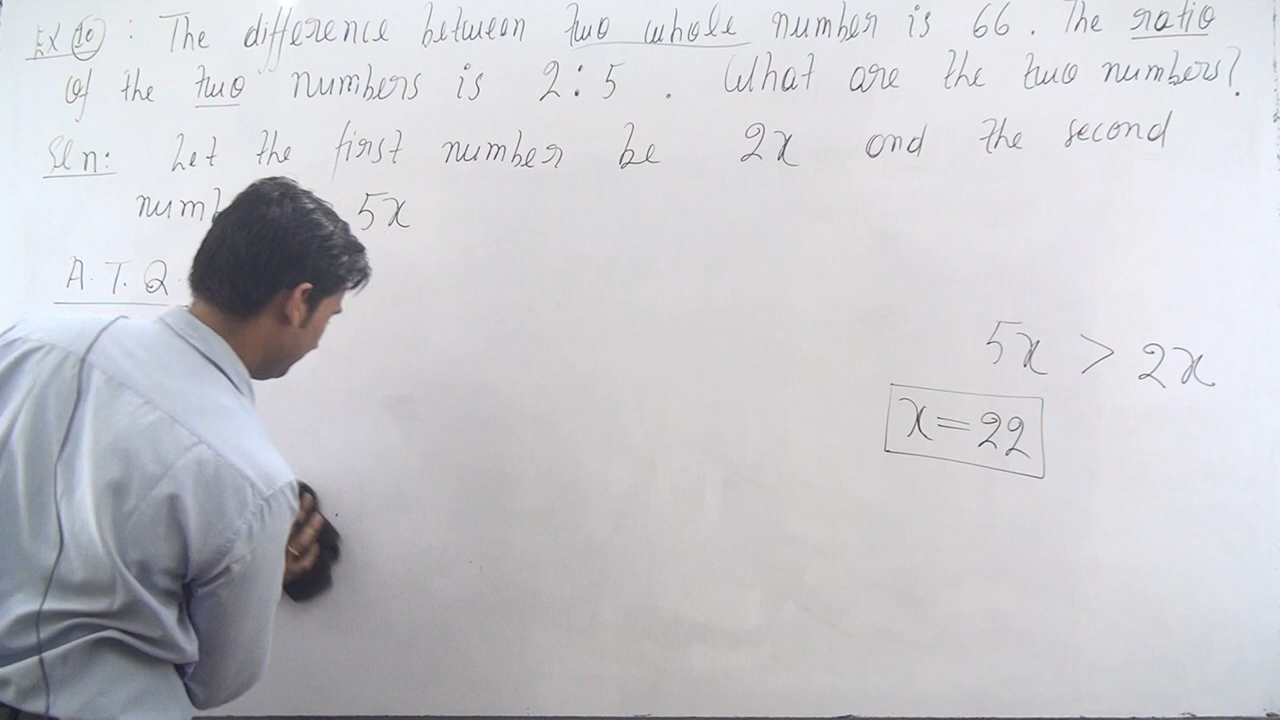 Ex 10 : The difference between two whole number is 66 . The ratio
of the two numbers is 2:5 . What are the two numbers?
Sln: Let the first number be 2x and the second
5x
A.T.Q.
5x > 2x
x=22